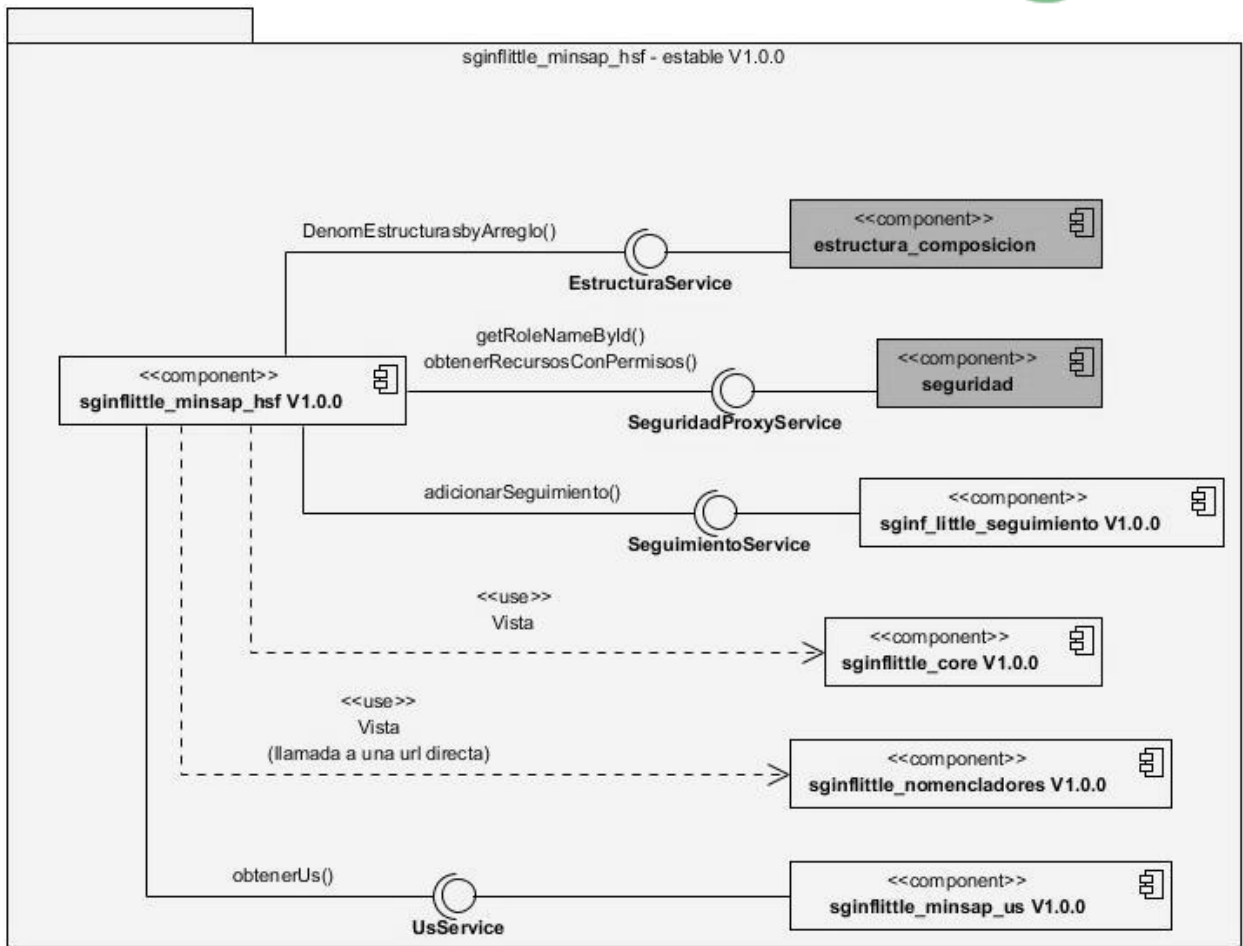 sginflittle_minsap_hsf - estable V1.0.0
DenomEstructurasbyArreglo()
<<component>>
estructura_composicion
EstructuraService
getRoleNameById()
obtenerRecursosConPermisos()
<<component>>
seguridad
<<component>>
sginflittle_minsap_hsf V1.0.0
SeguridadProxyService
adicionarSeguimiento()
<<component>>
sginf_little_seguimiento V1.0.0
SeguimientoService
<<use>>
Vista
<<component>>
sginflittle_core V1.0.0
<<use>>
Vista
(llamada a una url directa)
<<component>>
sginflittle_nomencladores V1.0.0
obtenerUs()
<<component>>
sginflittle_minsap_us V1.0.0
UsService